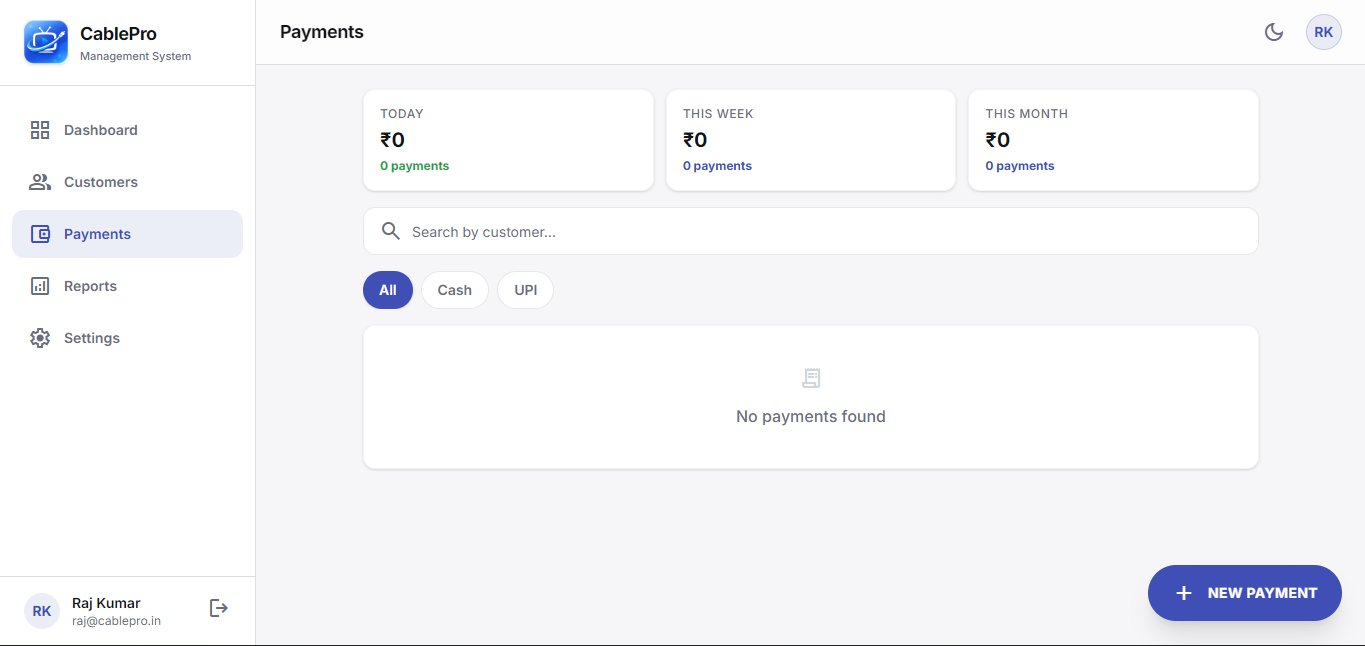 CablePro
Management System
Payments
RK
Dashboard
Customers
Payments
Reports
Settings
TODAY
₹0
0 payments
THIS WEEK
₹0
0 payments
THIS MONTH
₹0
0 payments
Search by customer...
All
Cash
UPI
No payments found
NEW PAYMENT
RK
Raj Kumar
raj@cablepro.in